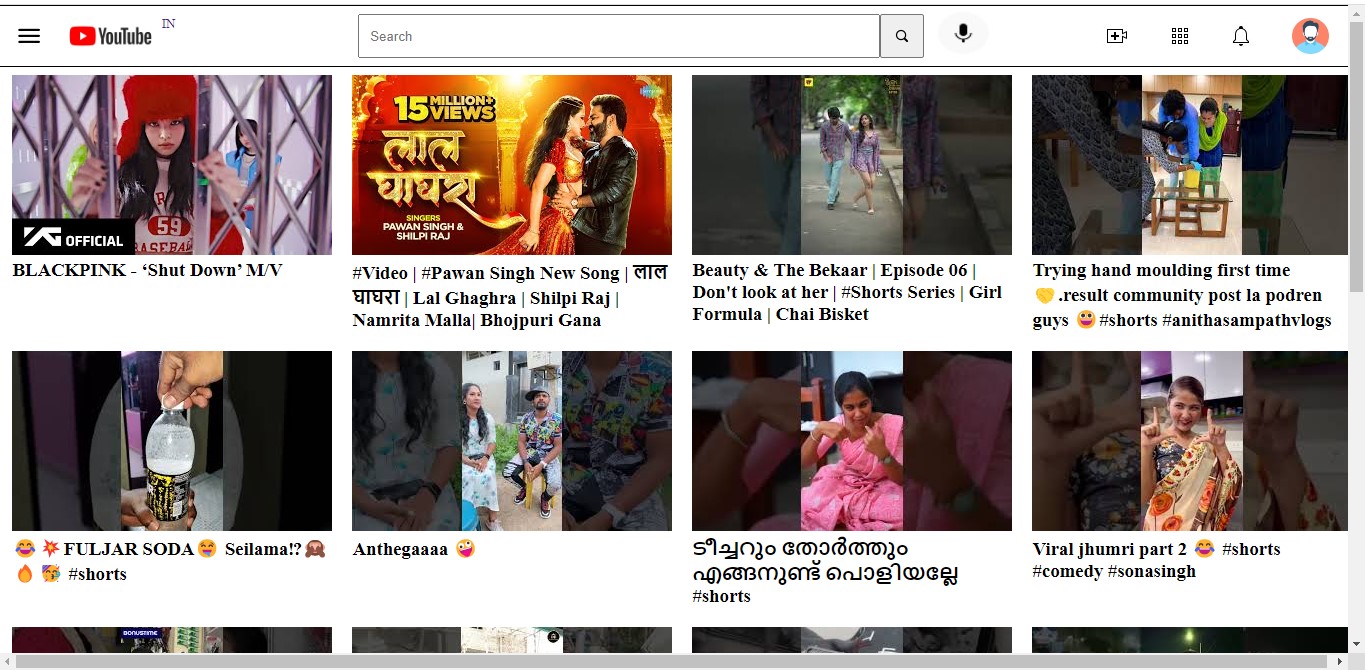 YouTube IN
Search
15 MILLION+
VIEWS
लाल
घाघरा
SINGERS
PAWAN SINGH &
SHILPI RAJ
59
BASEBA
YG OFFICIAL
BLACKPINK - ‘Shut Down’ M/V
#Video | #Pawan Singh New Song | लाल
घाघरा | Lal Ghaghra | Shilpi Raj |
Namrita Malla| Bhojpuri Gana
Beauty & The Bekaar | Episode 06 |
Don't look at her | #Shorts Series | Girl
Formula | Chai Bisket
Trying hand moulding first time
🤝.result community post la podren
guys 😀 #shorts #anithasampathvlogs
😂 💥 FULJAR SODA😅 Seilama!?🙈
🔥 🥳 #shorts
Anthegaaaa 🤪
ടീച്ചറും തോർത്തും
എങ്ങനുണ്ട് പൊളിയല്ലേ
#shorts
Viral jhumri part 2 😂 #shorts
#comedy #sonasingh
BONUSTIME